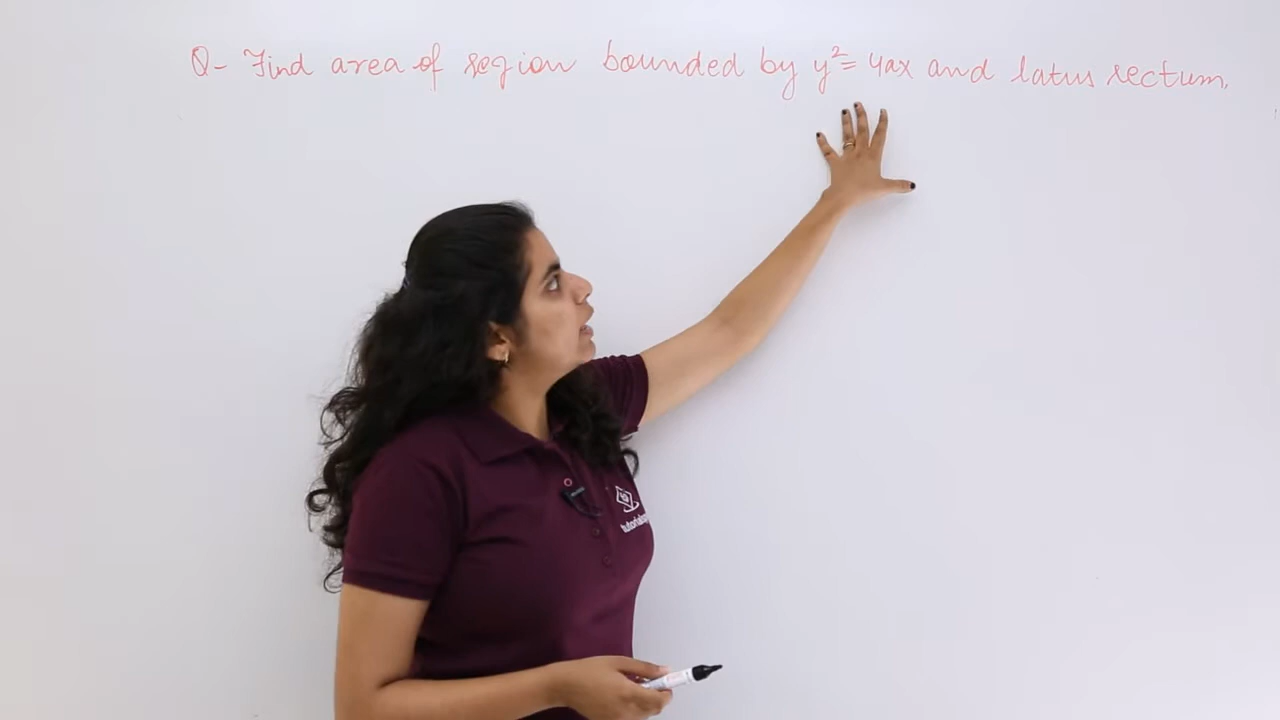 Q- Find area of region bounded by y²= 4ax and latus rectum.